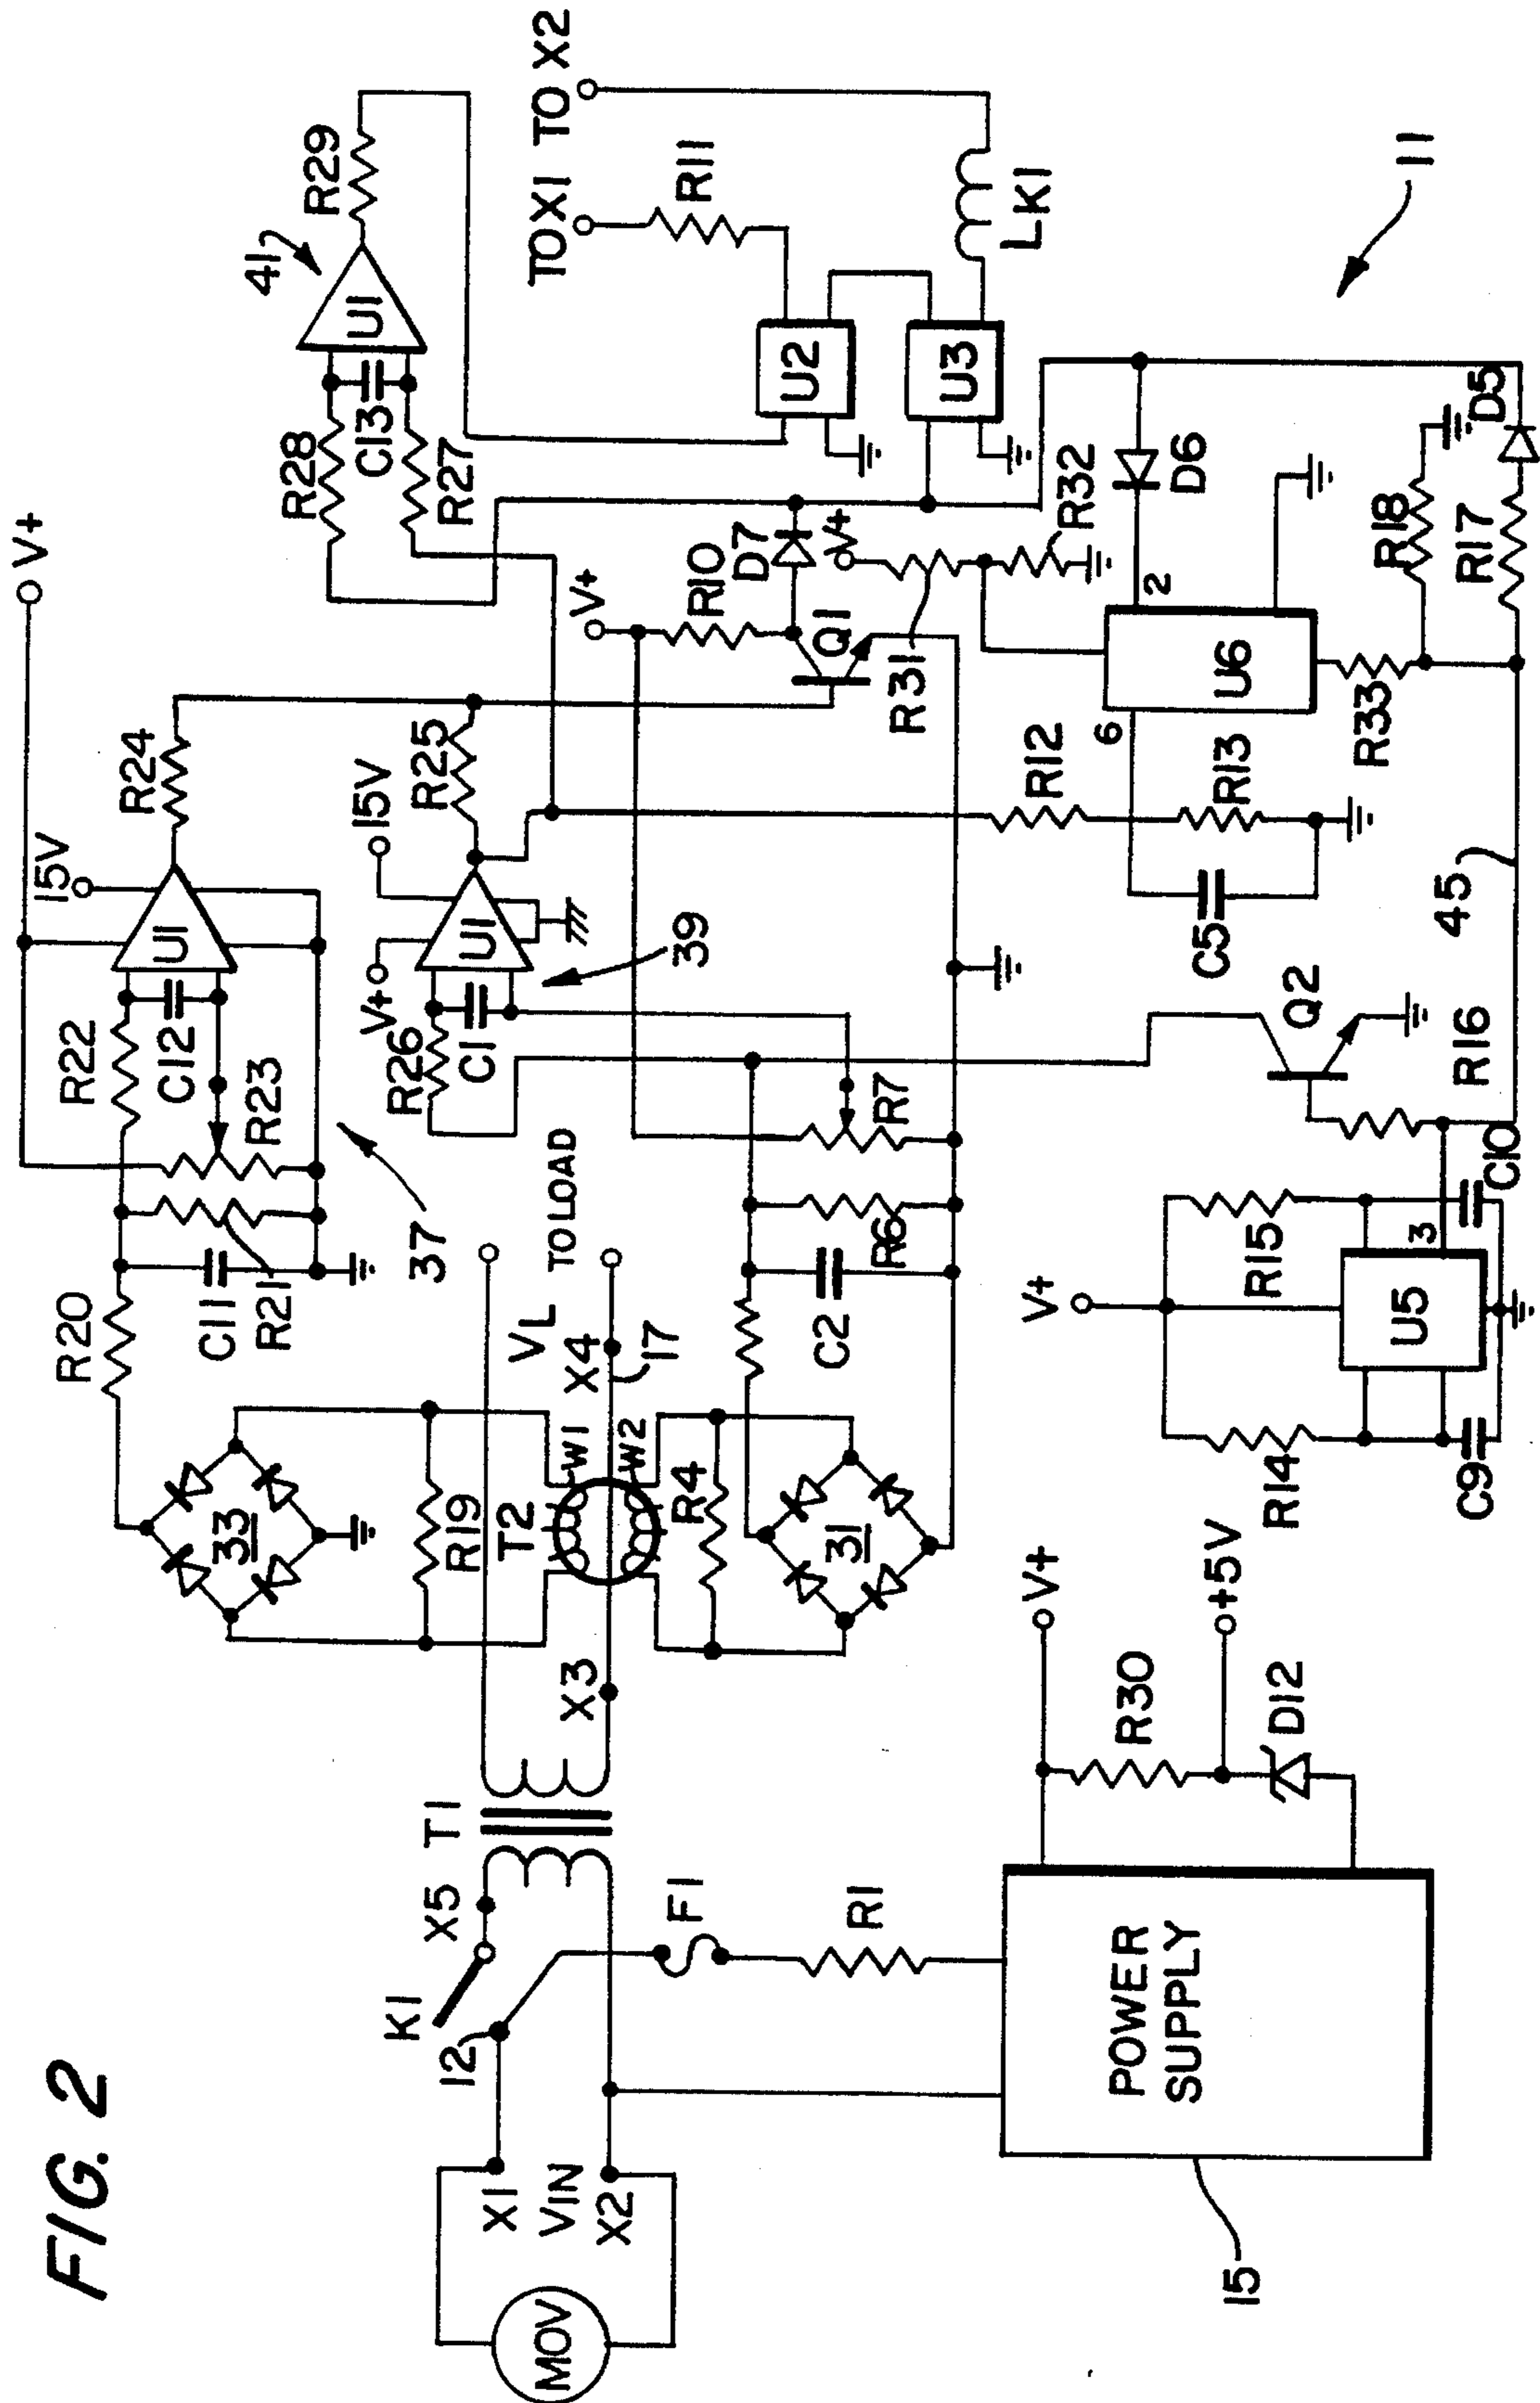 FIG. 2
V+
TO X1
TO X2
R29
41
U1
C13
R28
R27
R11
U2
U3
LK1
11
15V
R24
U1
R22
C12
R23
37
R20
C11
R21
33
R19
15V
V+
R25
U1
R26
C1
39
V+
R10
D7
Q1
V+
R31
R32
D6
2
6
U6
R33
R18
R17
D5
R12
R13
C5
45
Q2
R16
R7
R6
C2
TO LOAD
VL
X4
17
W1
W2
T2
R4
31
X3
T1
X5
K1
12
F1
R1
X1
VIN
X2
MOV
POWER
SUPPLY
15
V+
R30
+5V
D12
V+
R15
R14
U5
3
C10
C9